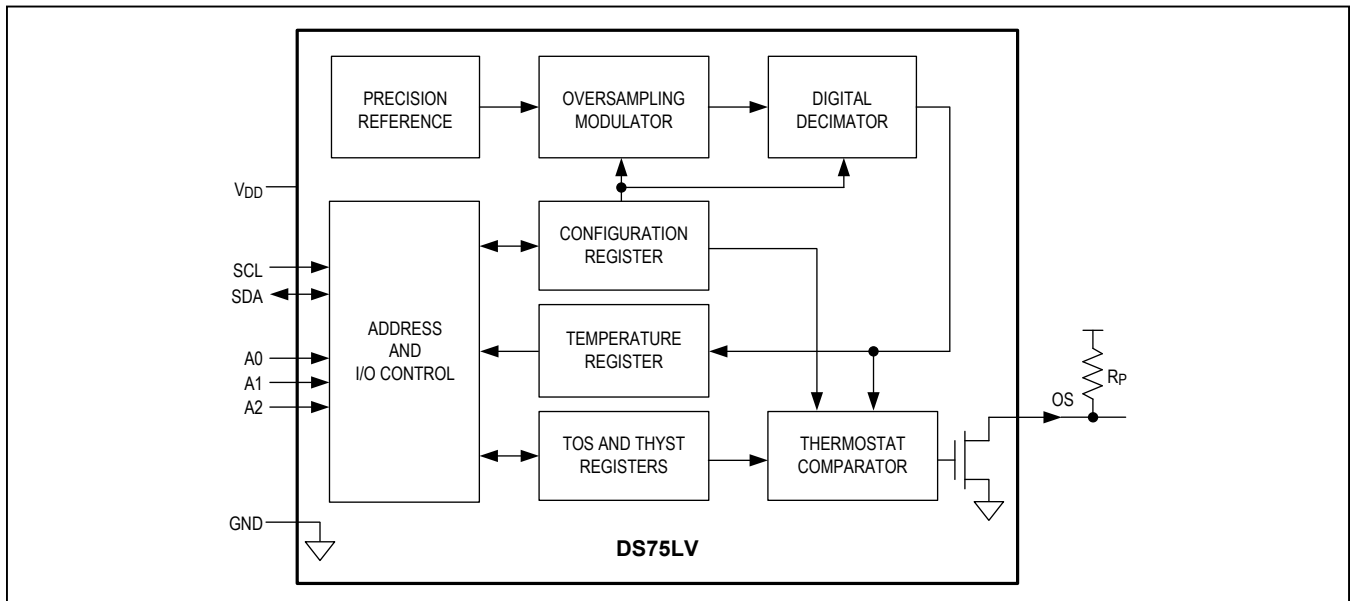 PRECISION
REFERENCE
OVERSAMPLING
MODULATOR
DIGITAL
DECIMATOR
VDD
SCL
SDA
A0
A1
A2
GND
ADDRESS
AND
I/O CONTROL
CONFIGURATION
REGISTER
TEMPERATURE
REGISTER
TOS AND THYST
REGISTERS
THERMOSTAT
COMPARATOR
OS
RP
DS75LV